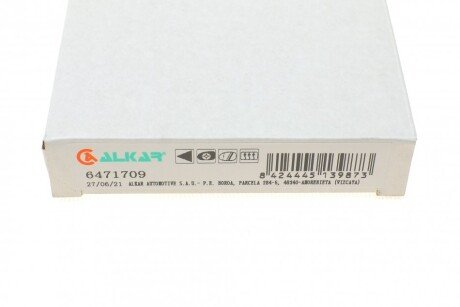 ALKAR
6471709
8 424445 139873
27/06/21 ALKAR AUTOMOTIVE S.A.U.- P.E. BOROA, PARCELA 2B4-5, 48340-AMOREBIETA (VIZCAYA)